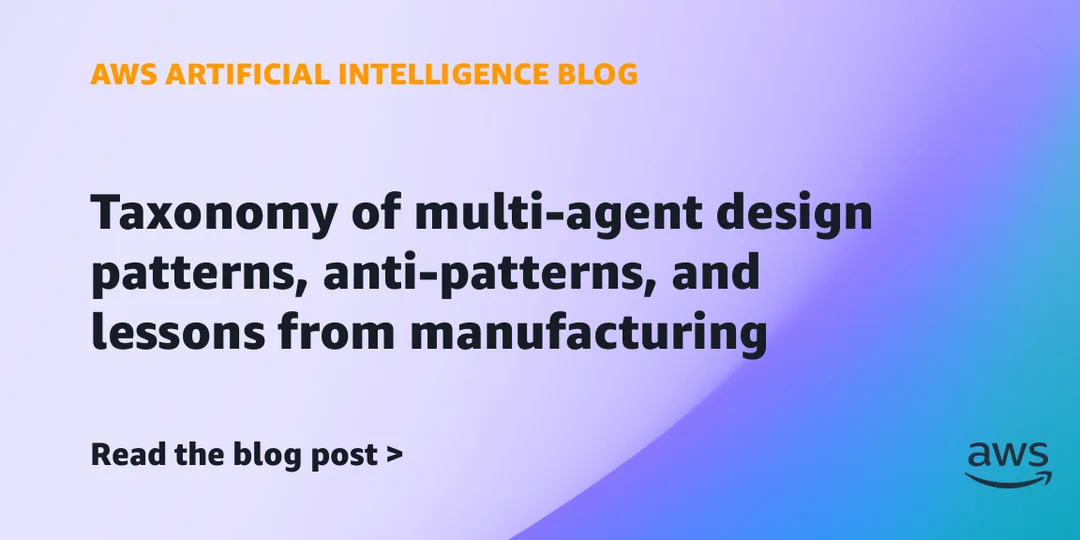 AWS ARTIFICIAL INTELLIGENCE BLOG
Taxonomy of multi-agent design
patterns, anti-patterns, and
lessons from manufacturing
Read the blog post >
aws